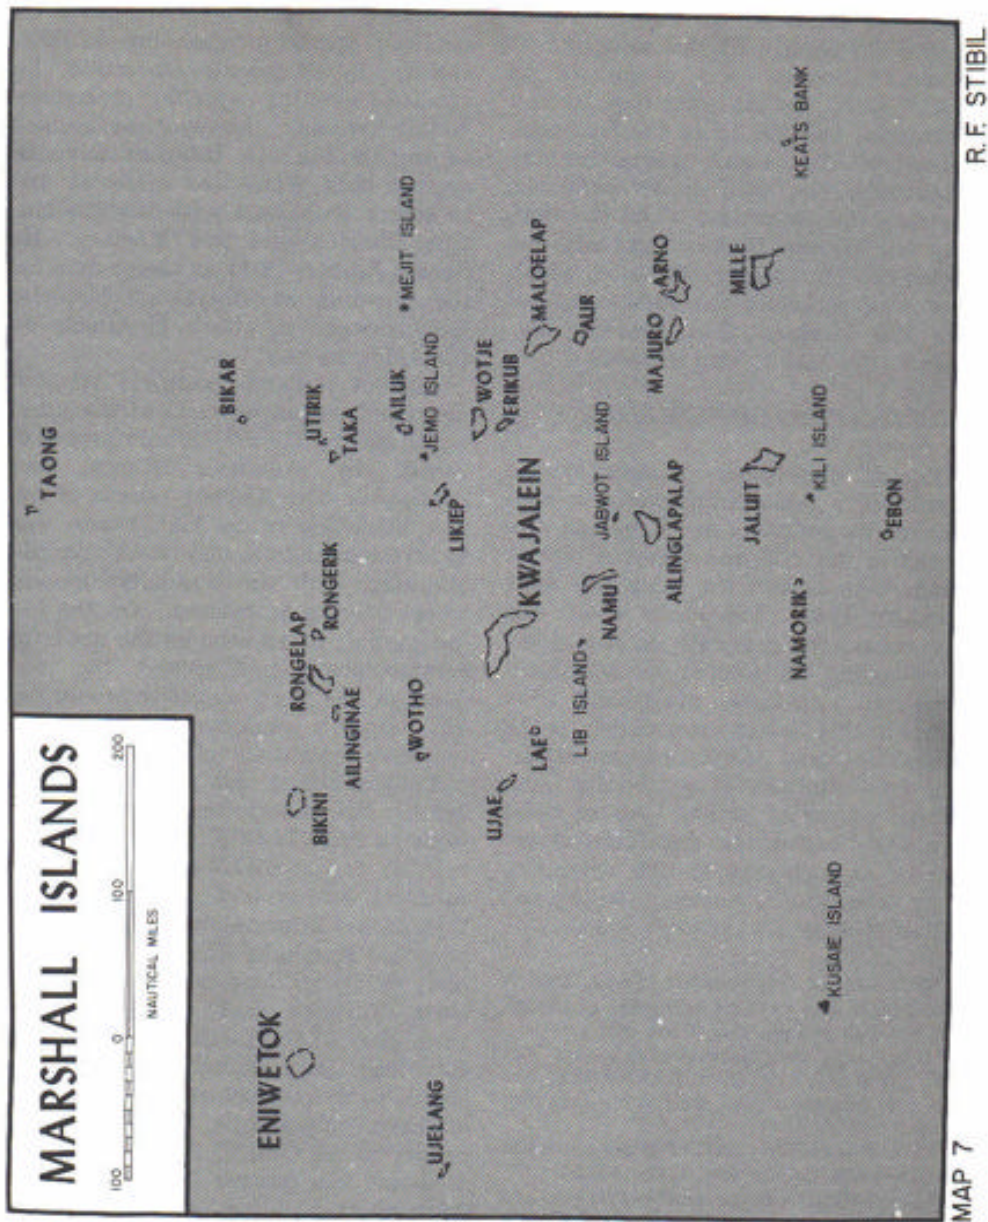 MARSHALL ISLANDS
100 0 100 200
NAUTICAL MILES
TAONG
BIKAR
ENIWETOK
BIKINI
RONGELAP
AILINGINAE
RONGERIK
UTIRIK
TAKA
UJELANG
WOTHO
AILUK
MEJIT ISLAND
JEMO ISLAND
LIKIEP
WOTJE
ERIKUB
UJAE
LAE
KWAJALEIN
MALOELAP
LIB ISLAND
NAMU
JABWOT ISLAND
AUR
AILINGLAPALAP
MAJURO
ARNO
JALUIT
MILLE
KUSAIE ISLAND
NAMORIK
KILI ISLAND
KEATS BANK
EBON
MAP 7
R.F. STIBIL